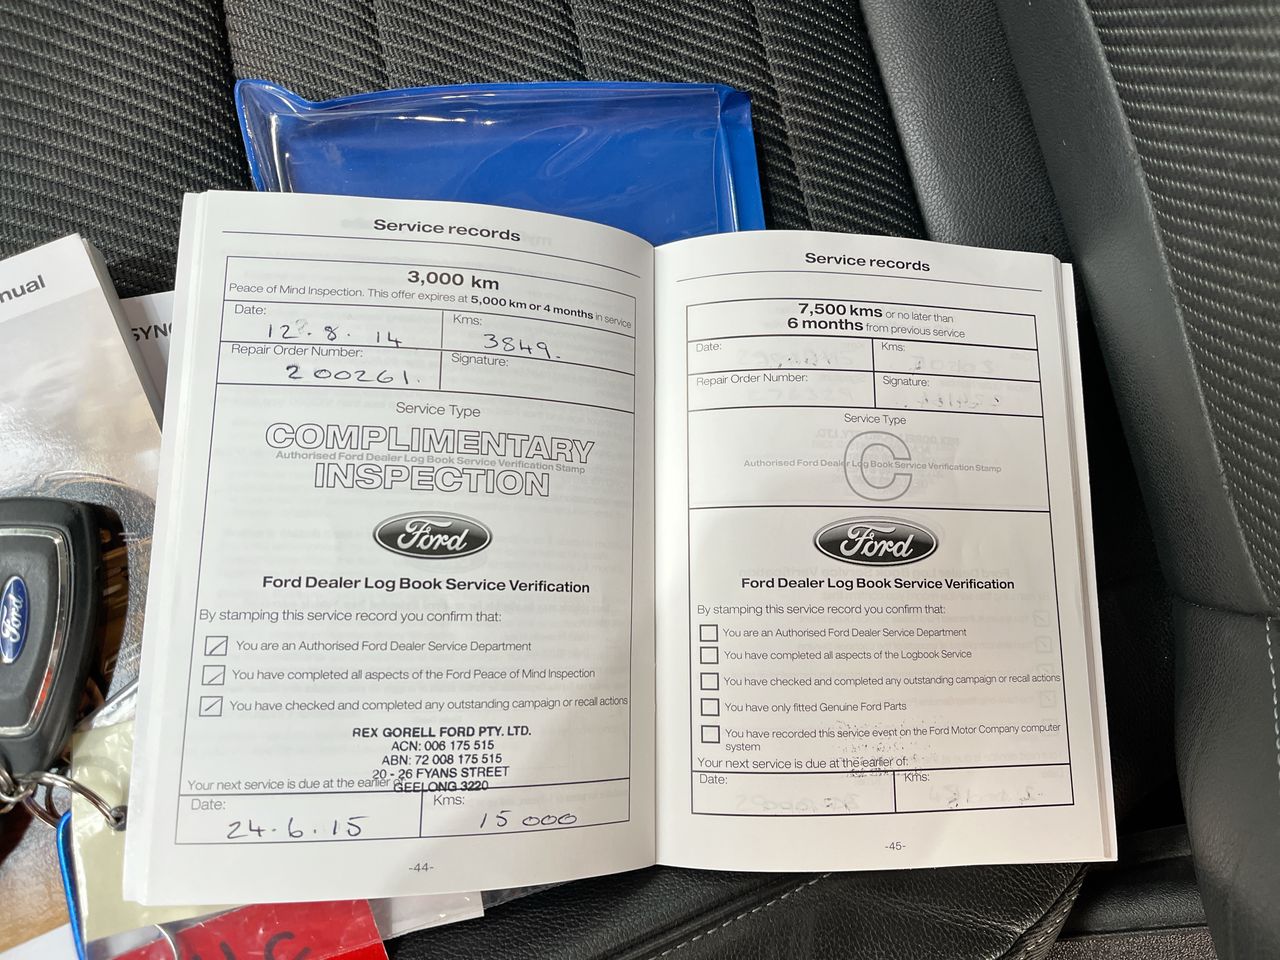 nual
SYNC
Service records
3,000 km
Peace of Mind Inspection. This offer expires at 5,000 km or 4 months in service
Date:
12.8.14
Kms:
3849.
Repair Order Number:
200261.
Signature:
Service Type
COMPLIMENTARY
Authorised Ford Dealer Log Book Service Verification Stamp
INSPECTION
Ford
Ford Dealer Log Book Service Verification
By stamping this service record you confirm that:
You are an Authorised Ford Dealer Service Department
You have completed all aspects of the Ford Peace of Mind Inspection
You have checked and completed any outstanding campaign or recall actions
REX GORELL FORD PTY. LTD.
ACN: 006 175 515
ABN: 72 008 175 515
20 - 26 FYANS STREET
GEELONG 3220
Your next service is due at the earlier of:
Date:
24.6.15
Kms:
15000
-44-
Service records
7,500 kms or no later than
6 months from previous service
Date:
Kms:
Repair Order Number:
Signature:
Service Type
C
Authorised Ford Dealer Log Book Service Verification Stamp
Ford
Ford Dealer Log Book Service Verification
By stamping this service record you confirm that:
You are an Authorised Ford Dealer Service Department
You have completed all aspects of the Logbook Service
You have checked and completed any outstanding campaign or recall actions
You have only fitted Genuine Ford Parts
You have recorded this service event on the Ford Motor Company computer
system
Your next service is due at the earlier of:
Date:
Kms:
-45-
Ford